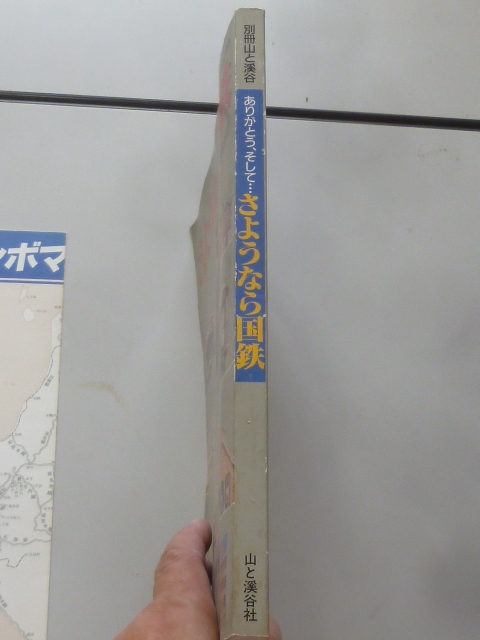 別冊山と溪谷
ありがとう、そして…
さようなら国鉄
山と溪谷社
ボマ